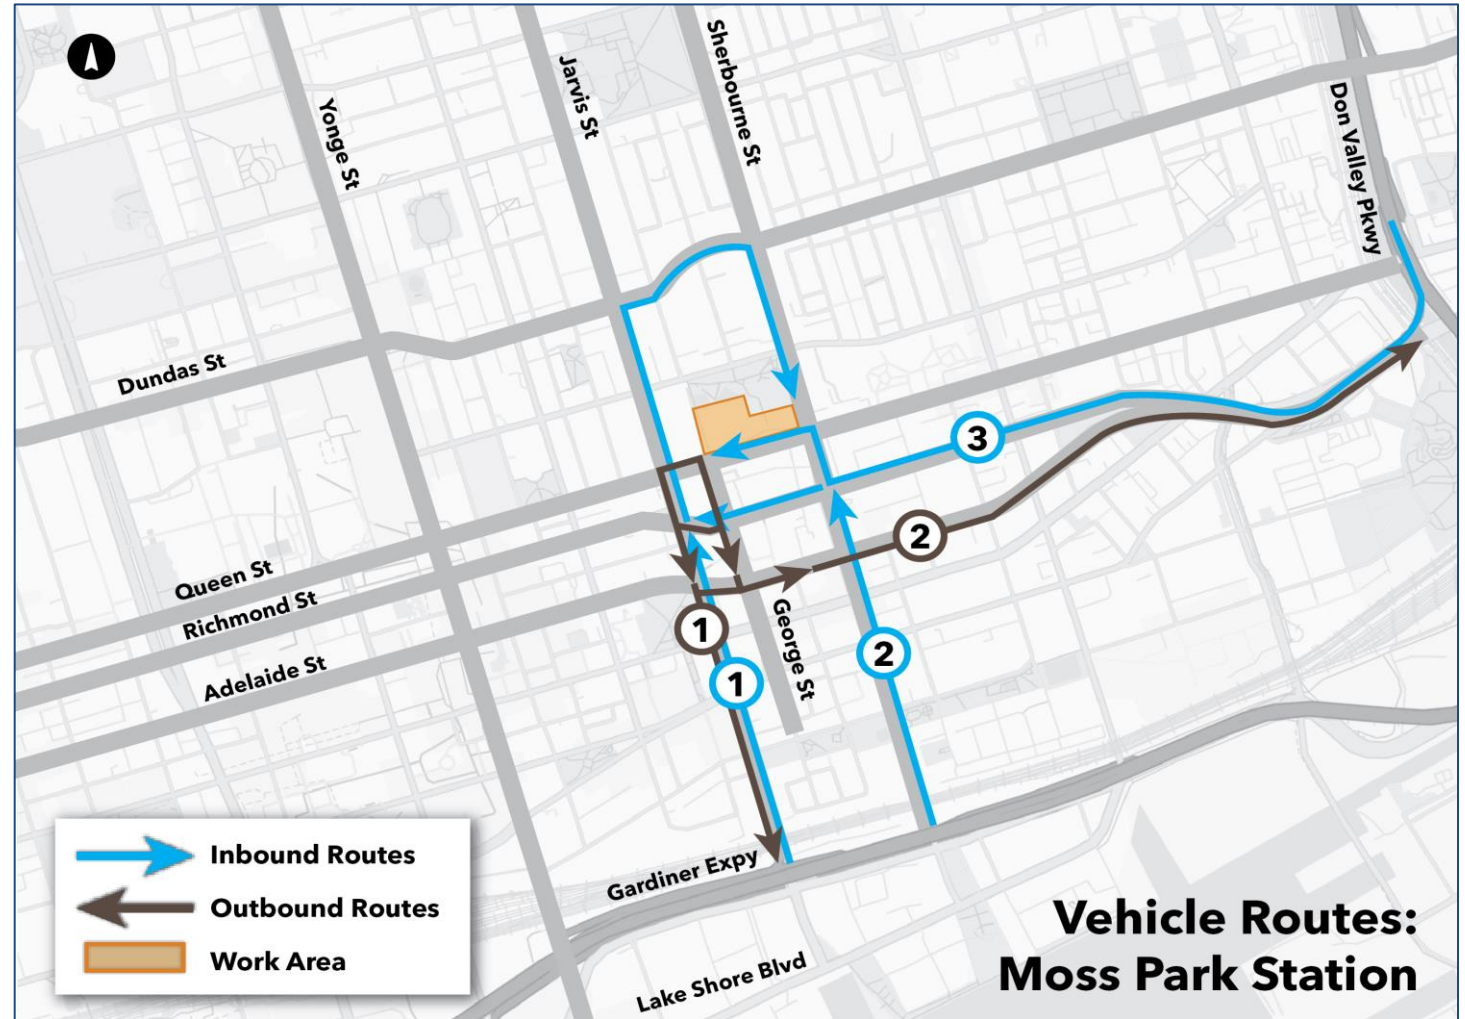 Sherbourne St
Jarvis St
Yonge St
Don Valley Pkwy
Dundas St
3
2
Queen St
Richmond St
1
George St
2
1
Adelaide St
Inbound Routes
Outbound Routes
Work Area
Gardiner Expy
Lake Shore Blvd
Vehicle Routes:
Moss Park Station